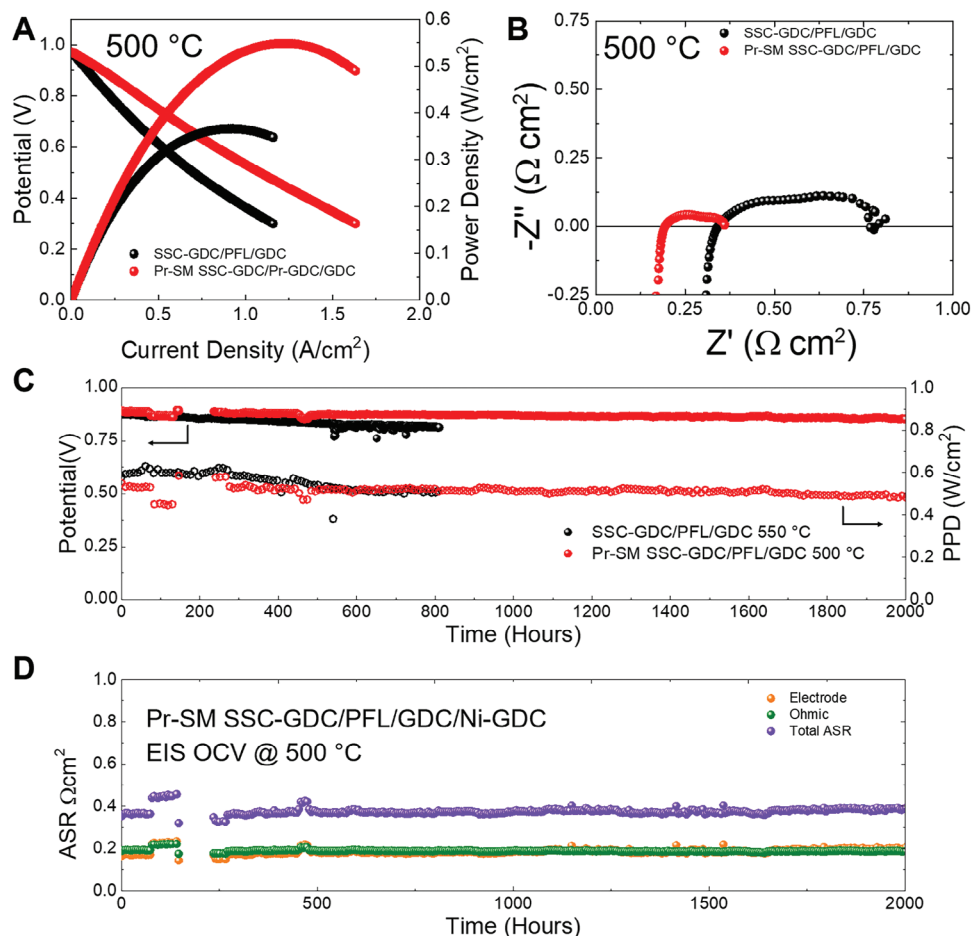 A
500 °C
Potential (V)
1.0
0.8
0.6
0.4
0.2
0.0
0.6
0.5
0.4
0.3
0.2
0.1
0.0
Power Density (W/cm²)
SSC-GDC/PFL/GDC
Pr-SM SSC-GDC/Pr-GDC/GDC
0.0 0.5 1.0 1.5 2.0
Current Density (A/cm²)
B
500 °C
SSC-GDC/PFL/GDC
Pr-SM SSC-GDC/PFL/GDC
-Z" (Ω cm²)
0.75
0.50
0.25
0.00
-0.25
0.00 0.25 0.50 0.75 1.00
Z' (Ω cm²)
C
Potential(V)
1.00
0.75
0.50
0.25
0.00
1.0
0.8
0.6
0.4
0.2
0.0
PPD (W/cm²)
SSC-GDC/PFL/GDC 550 °C
Pr-SM SSC-GDC/PFL/GDC 500 °C
0 200 400 600 800 1000 1200 1400 1600 1800 2000
Time (Hours)
D
ASR Ωcm²
1.0
0.8
0.6
0.4
0.2
0.0
Pr-SM SSC-GDC/PFL/GDC/Ni-GDC
EIS OCV @ 500 °C
Electrode
Ohmic
Total ASR
0 500 1000 1500 2000
Time (Hours)